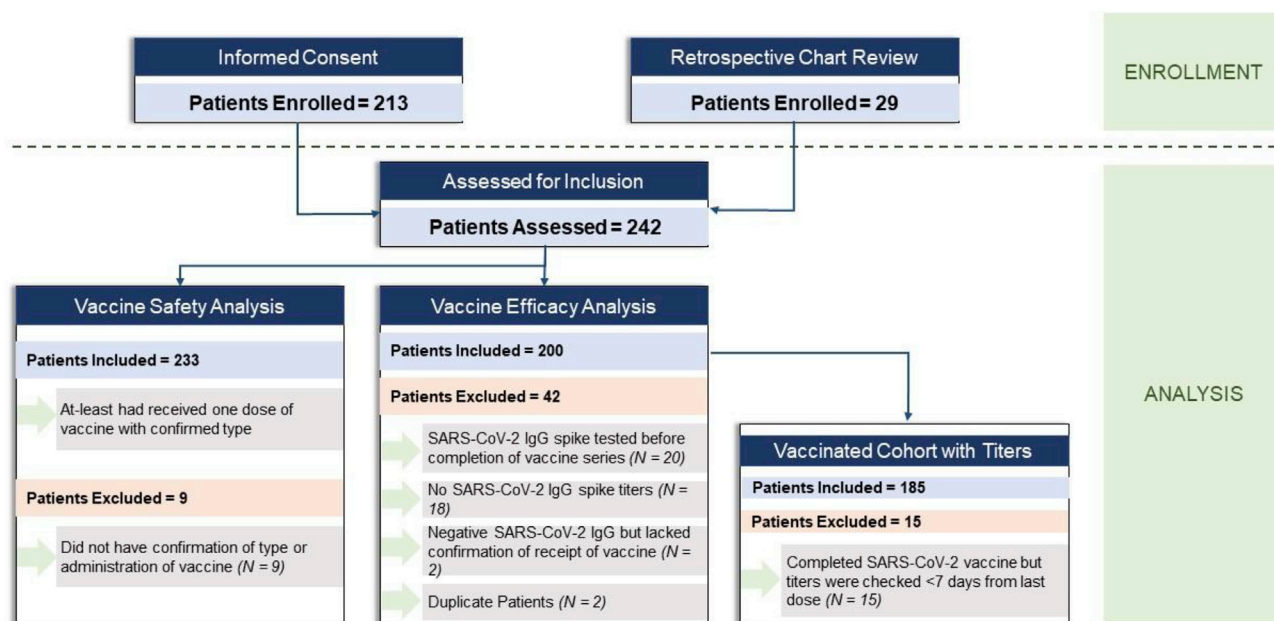 Informed Consent
Patients Enrolled = 213
Retrospective Chart Review
Patients Enrolled = 29
ENROLLMENT
Assessed for Inclusion
Patients Assessed = 242
Vaccine Safety Analysis
Patients Included = 233
At-least had received one dose of
vaccine with confirmed type
Patients Excluded = 9
Did not have confirmation of type or
administration of vaccine (N = 9)
Vaccine Efficacy Analysis
Patients Included = 200
Patients Excluded = 42
SARS-CoV-2 IgG spike tested before
completion of vaccine series (N = 20)
No SARS-CoV-2 IgG spike titers (N =
18)
Negative SARS-CoV-2 IgG but lacked
confirmation of receipt of vaccine (N =
2)
Duplicate Patients (N = 2)
Vaccinated Cohort with Titers
Patients Included = 185
Patients Excluded = 15
Completed SARS-CoV-2 vaccine but
titers were checked <7 days from last
dose (N = 15)
ANALYSIS